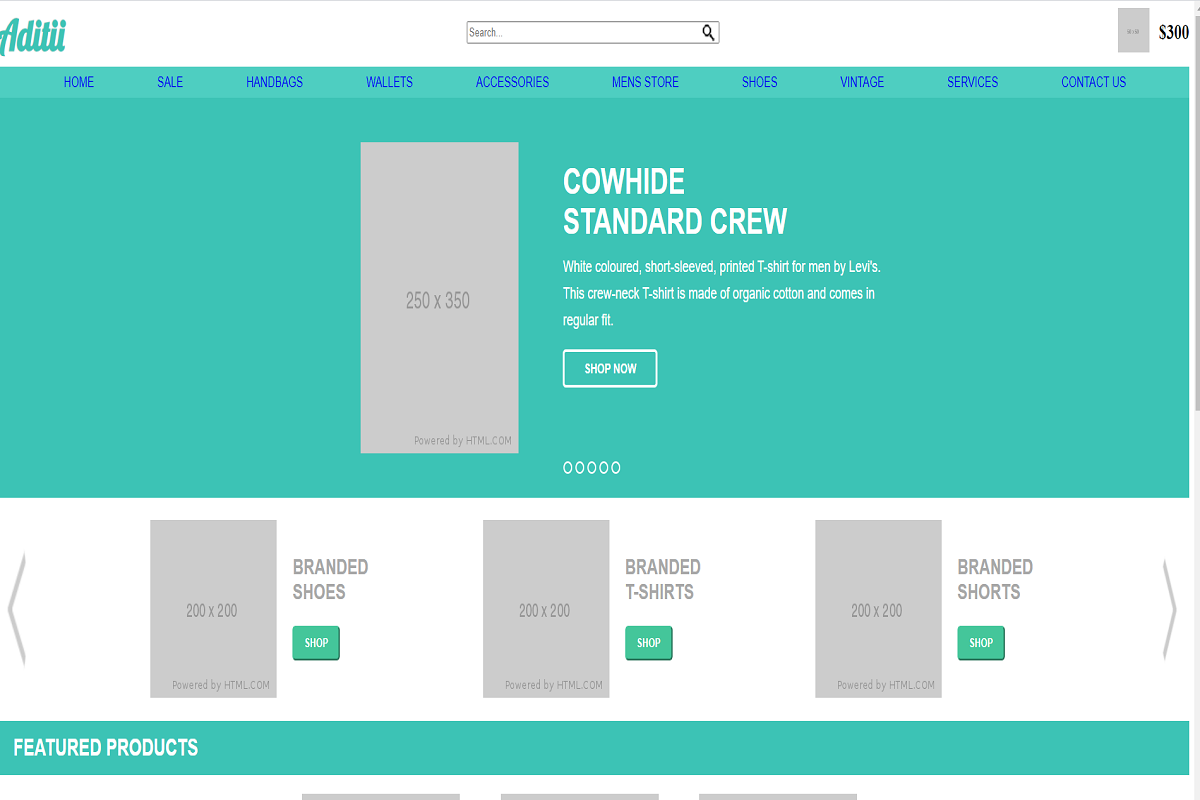 Aditii
Search...
$300
HOME SALE HANDBAGS WALLETS ACCESSORIES MENS STORE SHOES VINTAGE SERVICES CONTACT US
250 x 350
Powered by HTML.COM
COWHIDE
STANDARD CREW
White coloured, short-sleeved, printed T-shirt for men by Levi's.
This crew-neck T-shirt is made of organic cotton and comes in
regular fit.
SHOP NOW
200 x 200
Powered by HTML.COM
BRANDED
SHOES
SHOP
200 x 200
Powered by HTML.COM
BRANDED
T-SHIRTS
SHOP
200 x 200
Powered by HTML.COM
BRANDED
SHORTS
SHOP
FEATURED PRODUCTS